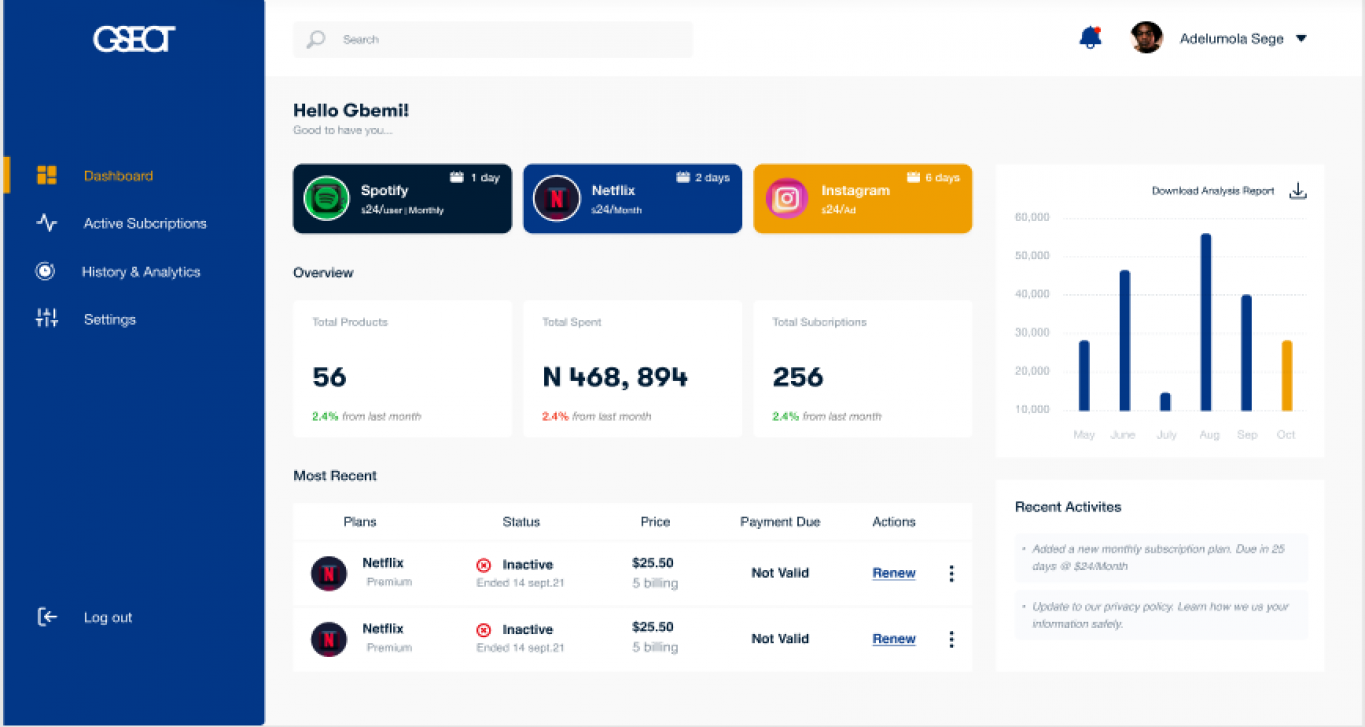 GSECT
Search
Adelumola Sege
Dashboard
Active Subcriptions
History & Analytics
Settings
Log out
Hello Gbemi!
Good to have you...
1 day
Spotify
$24/user | Monthly
2 days
Netflix
$24/Month
6 days
Instagram
$24/Ad
Overview
Total Products
56
2.4% from last month
Total Spent
N 468, 894
2.4% from last month
Total Subcriptions
256
2.4% from last month
Most Recent
Plans Status Price Payment Due Actions
Netflix Inactive $25.50 Not Valid Renew
Premium Ended 14 sept.21 5 billing
Netflix Inactive $25.50 Not Valid Renew
Premium Ended 14 sept.21 5 billing
Download Analysis Report
60,000
50,000
40,000
30,000
20,000
10,000
May June July Aug Sep Oct
Recent Activites
• Added a new monthly subscription plan. Due in 25
days @ $24/Month
• Update to our privacy policy. Learn how we us your
information safely.